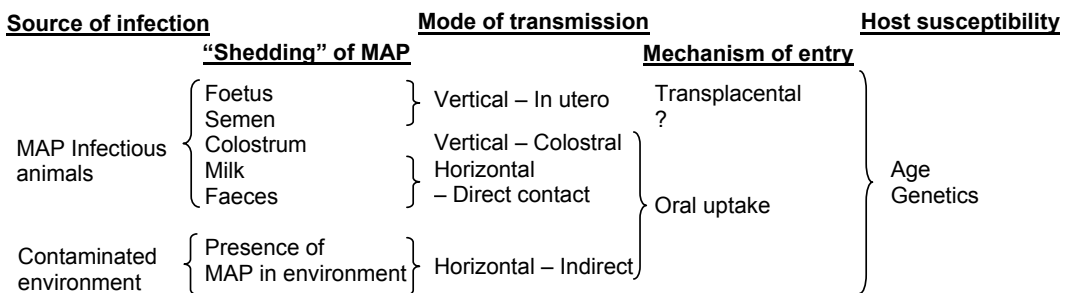 Source of infection
“Shedding” of MAP
Mode of transmission
Mechanism of entry
Host susceptibility
MAP Infectious
animals
Foetus
Semen
Colostrum
Milk
Faeces
Vertical – In utero
Vertical – Colostral
Horizontal
– Direct contact
Transplacental
?
Oral uptake
Age
Genetics
Contaminated
environment
Presence of
MAP in environment
Horizontal – Indirect